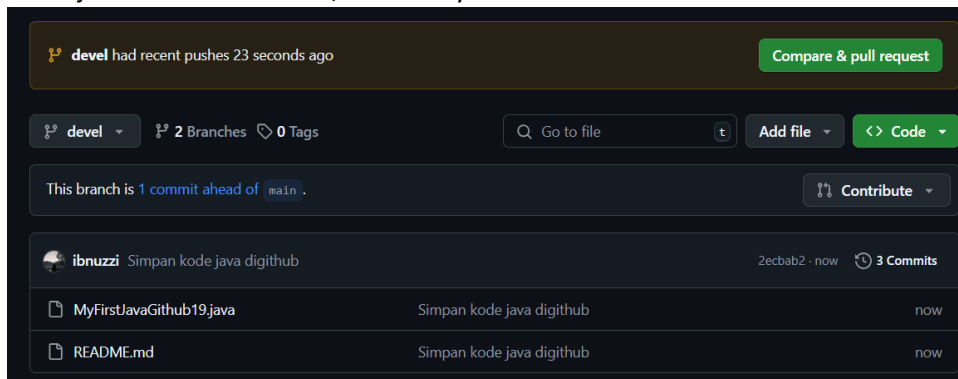 devel had recent pushes 23 seconds ago Compare & pull request
devel 2 Branches 0 Tags Go to file t Add file <> Code
This branch is 1 commit ahead of main . Contribute
ibnuzzi Simpan kode java digithub 2ecbab2 · now 3 Commits
MyFirstJavaGithub19.java Simpan kode java digithub now
README.md Simpan kode java digithub now